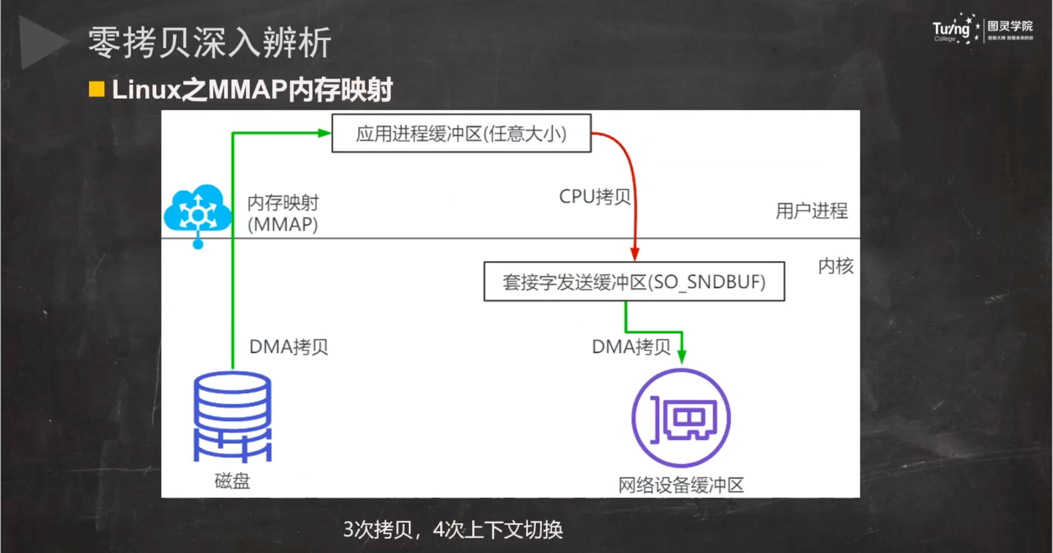 零拷贝深入辨析
Tuling
College
图灵学院
Linux之MMAP内存映射
应用进程缓冲区(任意大小)
内存映射
(MMAP)
CPU拷贝
用户进程
内核
套接字发送缓冲区(SO_SNDBUF)
DMA拷贝
DMA拷贝
磁盘
网络设备缓冲区
3次拷贝，4次上下文切换